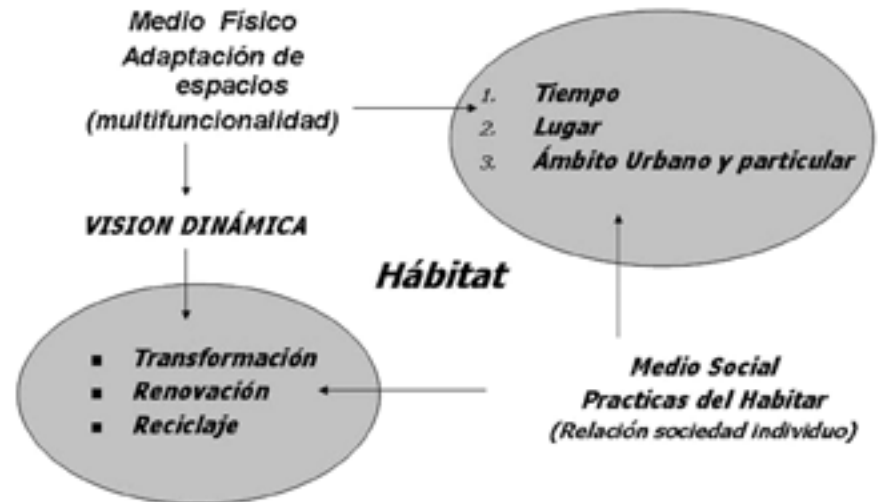 Medio Físico
Adaptación de
espacios
(multifuncionalidad)
1. Tiempo
2. Lugar
3. Ámbito Urbano y particular
VISION DINÁMICA
Hábitat
▪ Transformación
▪ Renovación
▪ Reciclaje
Medio Social
Practicas del Habitar
(Relación sociedad individuo)